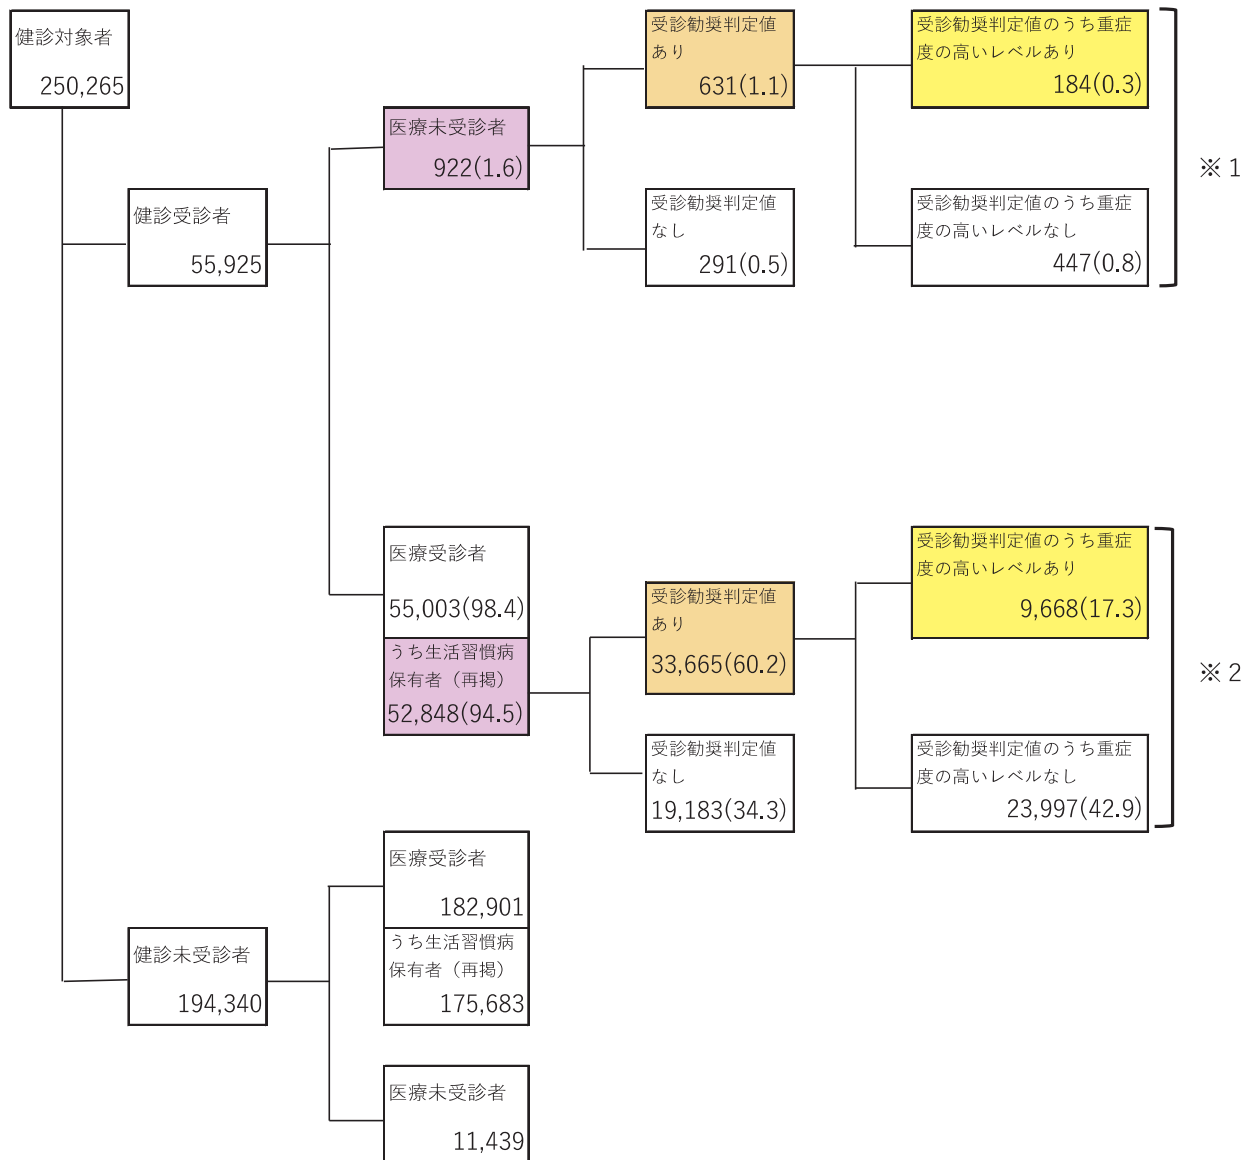 健診対象者
250,265
健診受診者
55,925
医療未受診者
922(1.6)
受診勧奨判定値
あり
631(1.1)
受診勧奨判定値のうち重症
度の高いレベルあり
184(0.3)
受診勧奨判定値
なし
291(0.5)
受診勧奨判定値のうち重症
度の高いレベルなし
447(0.8)
※1
医療受診者
55,003(98.4)
うち生活習慣病
保有者（再掲）
52,848(94.5)
受診勧奨判定値
あり
33,665(60.2)
受診勧奨判定値のうち重症
度の高いレベルあり
9,668(17.3)
受診勧奨判定値
なし
19,183(34.3)
受診勧奨判定値のうち重症
度の高いレベルなし
23,997(42.9)
※2
健診未受診者
194,340
医療受診者
182,901
うち生活習慣病
保有者（再掲）
175,683
医療未受診者
11,439